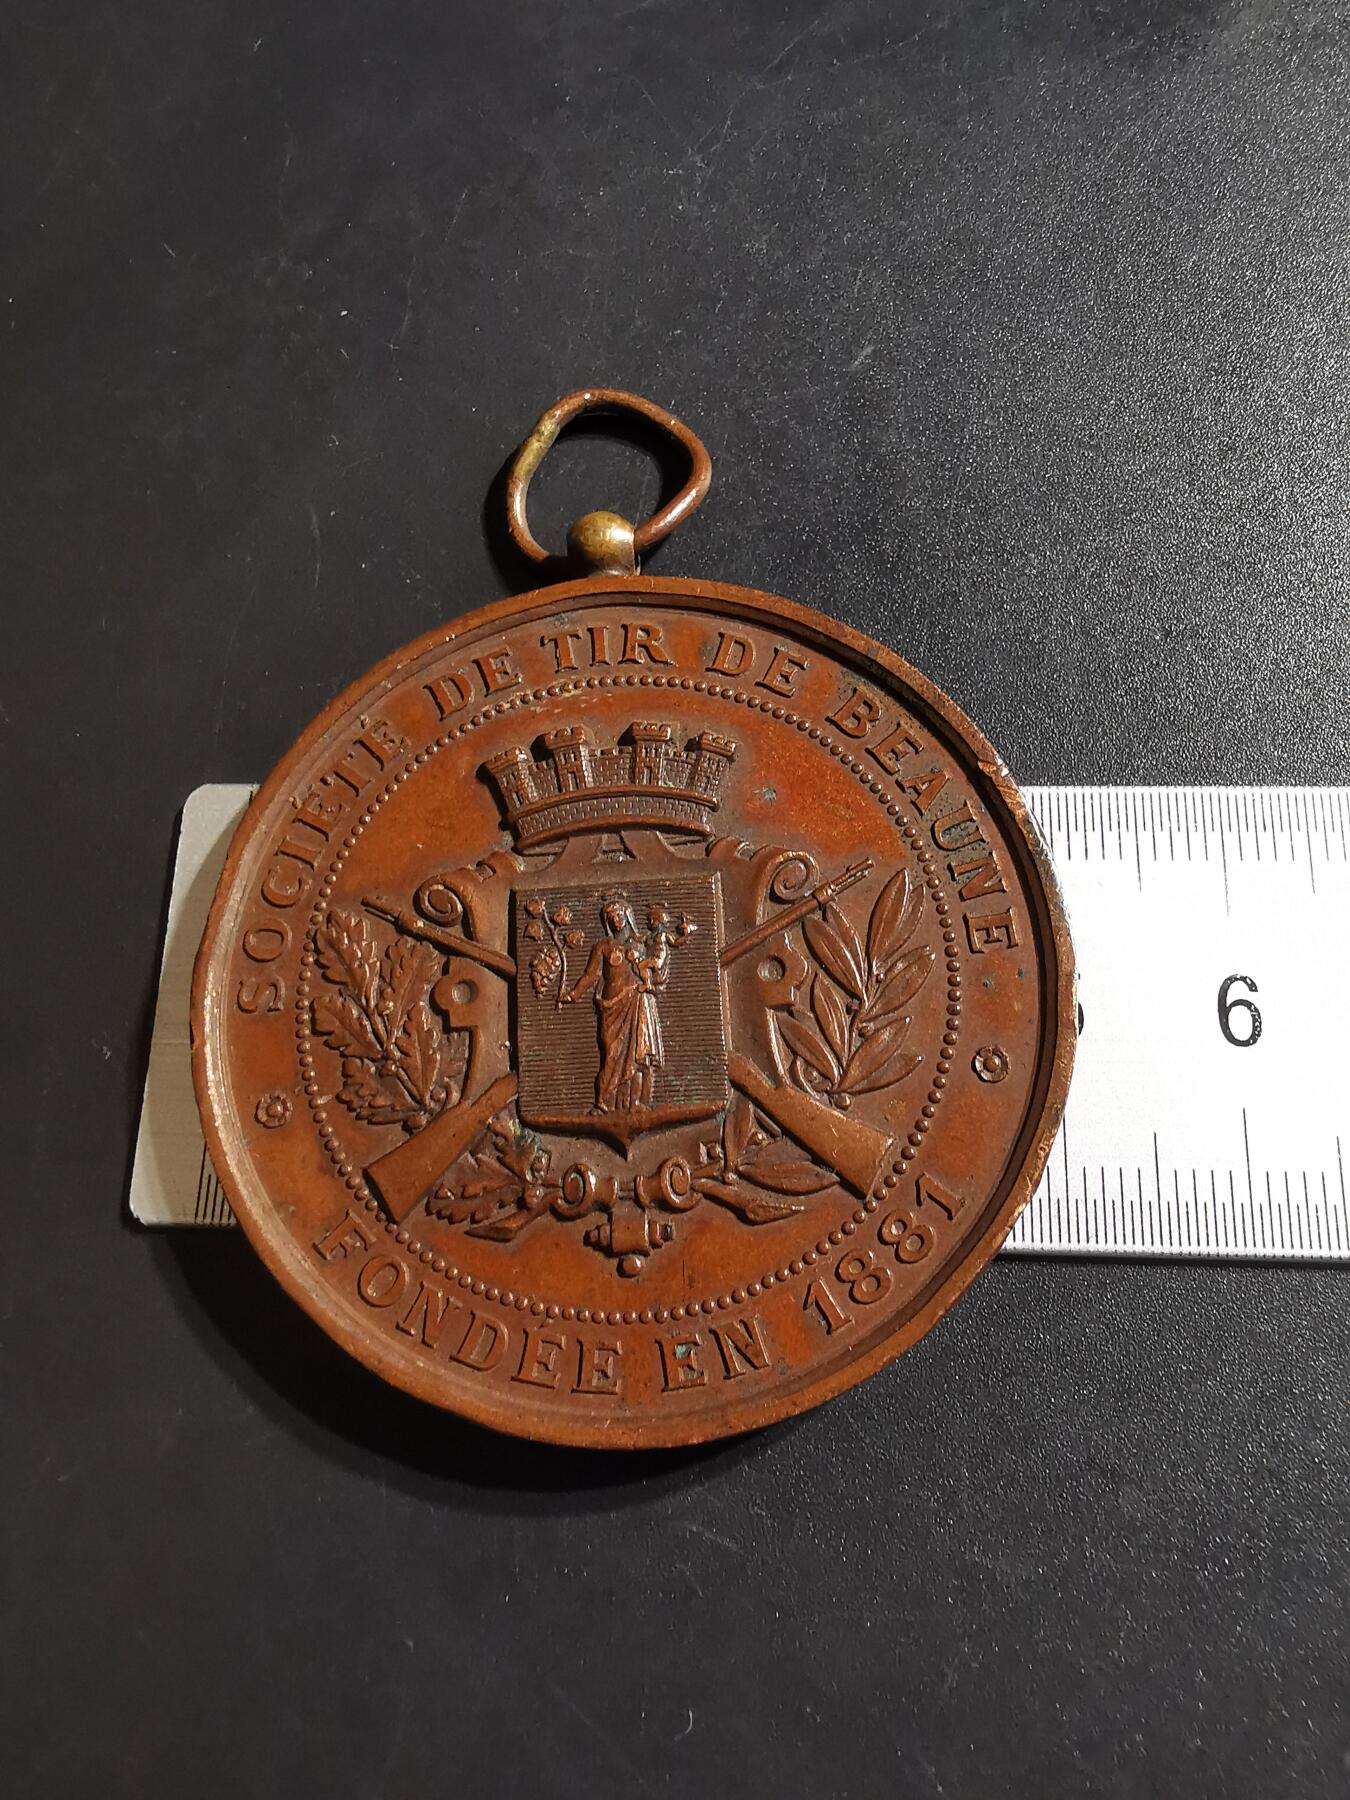 SOCIÉTÉ DE TIR DE BEAUNE
FONDÉE EN 1881
6